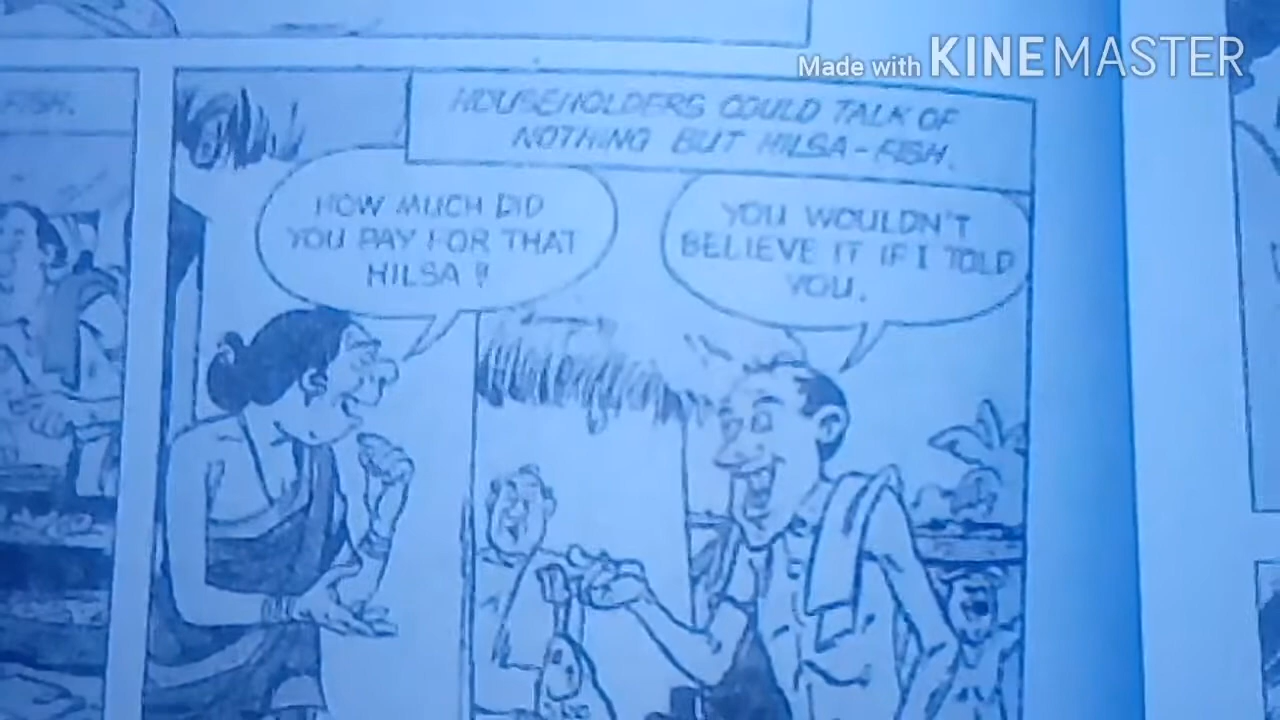 Made with KINEMASTER
FISH.
HOUSEHOLDERS COULD TALK OF
NOTHING BUT HILSA-FISH.
HOW MUCH DID
YOU PAY FOR THAT
HILSA?
YOU WOULDN'T
BELIEVE IT IF I TOLD
YOU.